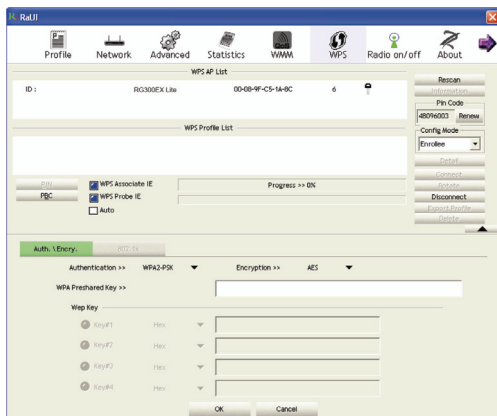 RaUI
Profile Network Advanced Statistics WMM WPS Radio on/off About
WPS AP List
ID : RG300EX Lite 00-08-9F-C5-1A-8C 6
Rescan
Information
Pin Code
48096003 Renew
WPS Profile List
Config Mode
Enrollee
Detail
Connect
Rotate
Disconnect
Export Profile
Delete
PIN WPS Associate IE Progress >> 0%
PBC WPS Probe IE
Auto
Auth. \ Encry. 802.1x
Authentication >> WPA2-PSK Encryption >> AES
WPA Preshared Key >>
Wep Key
Key#1 Hex
Key#2 Hex
Key#3 Hex
Key#4 Hex
OK Cancel